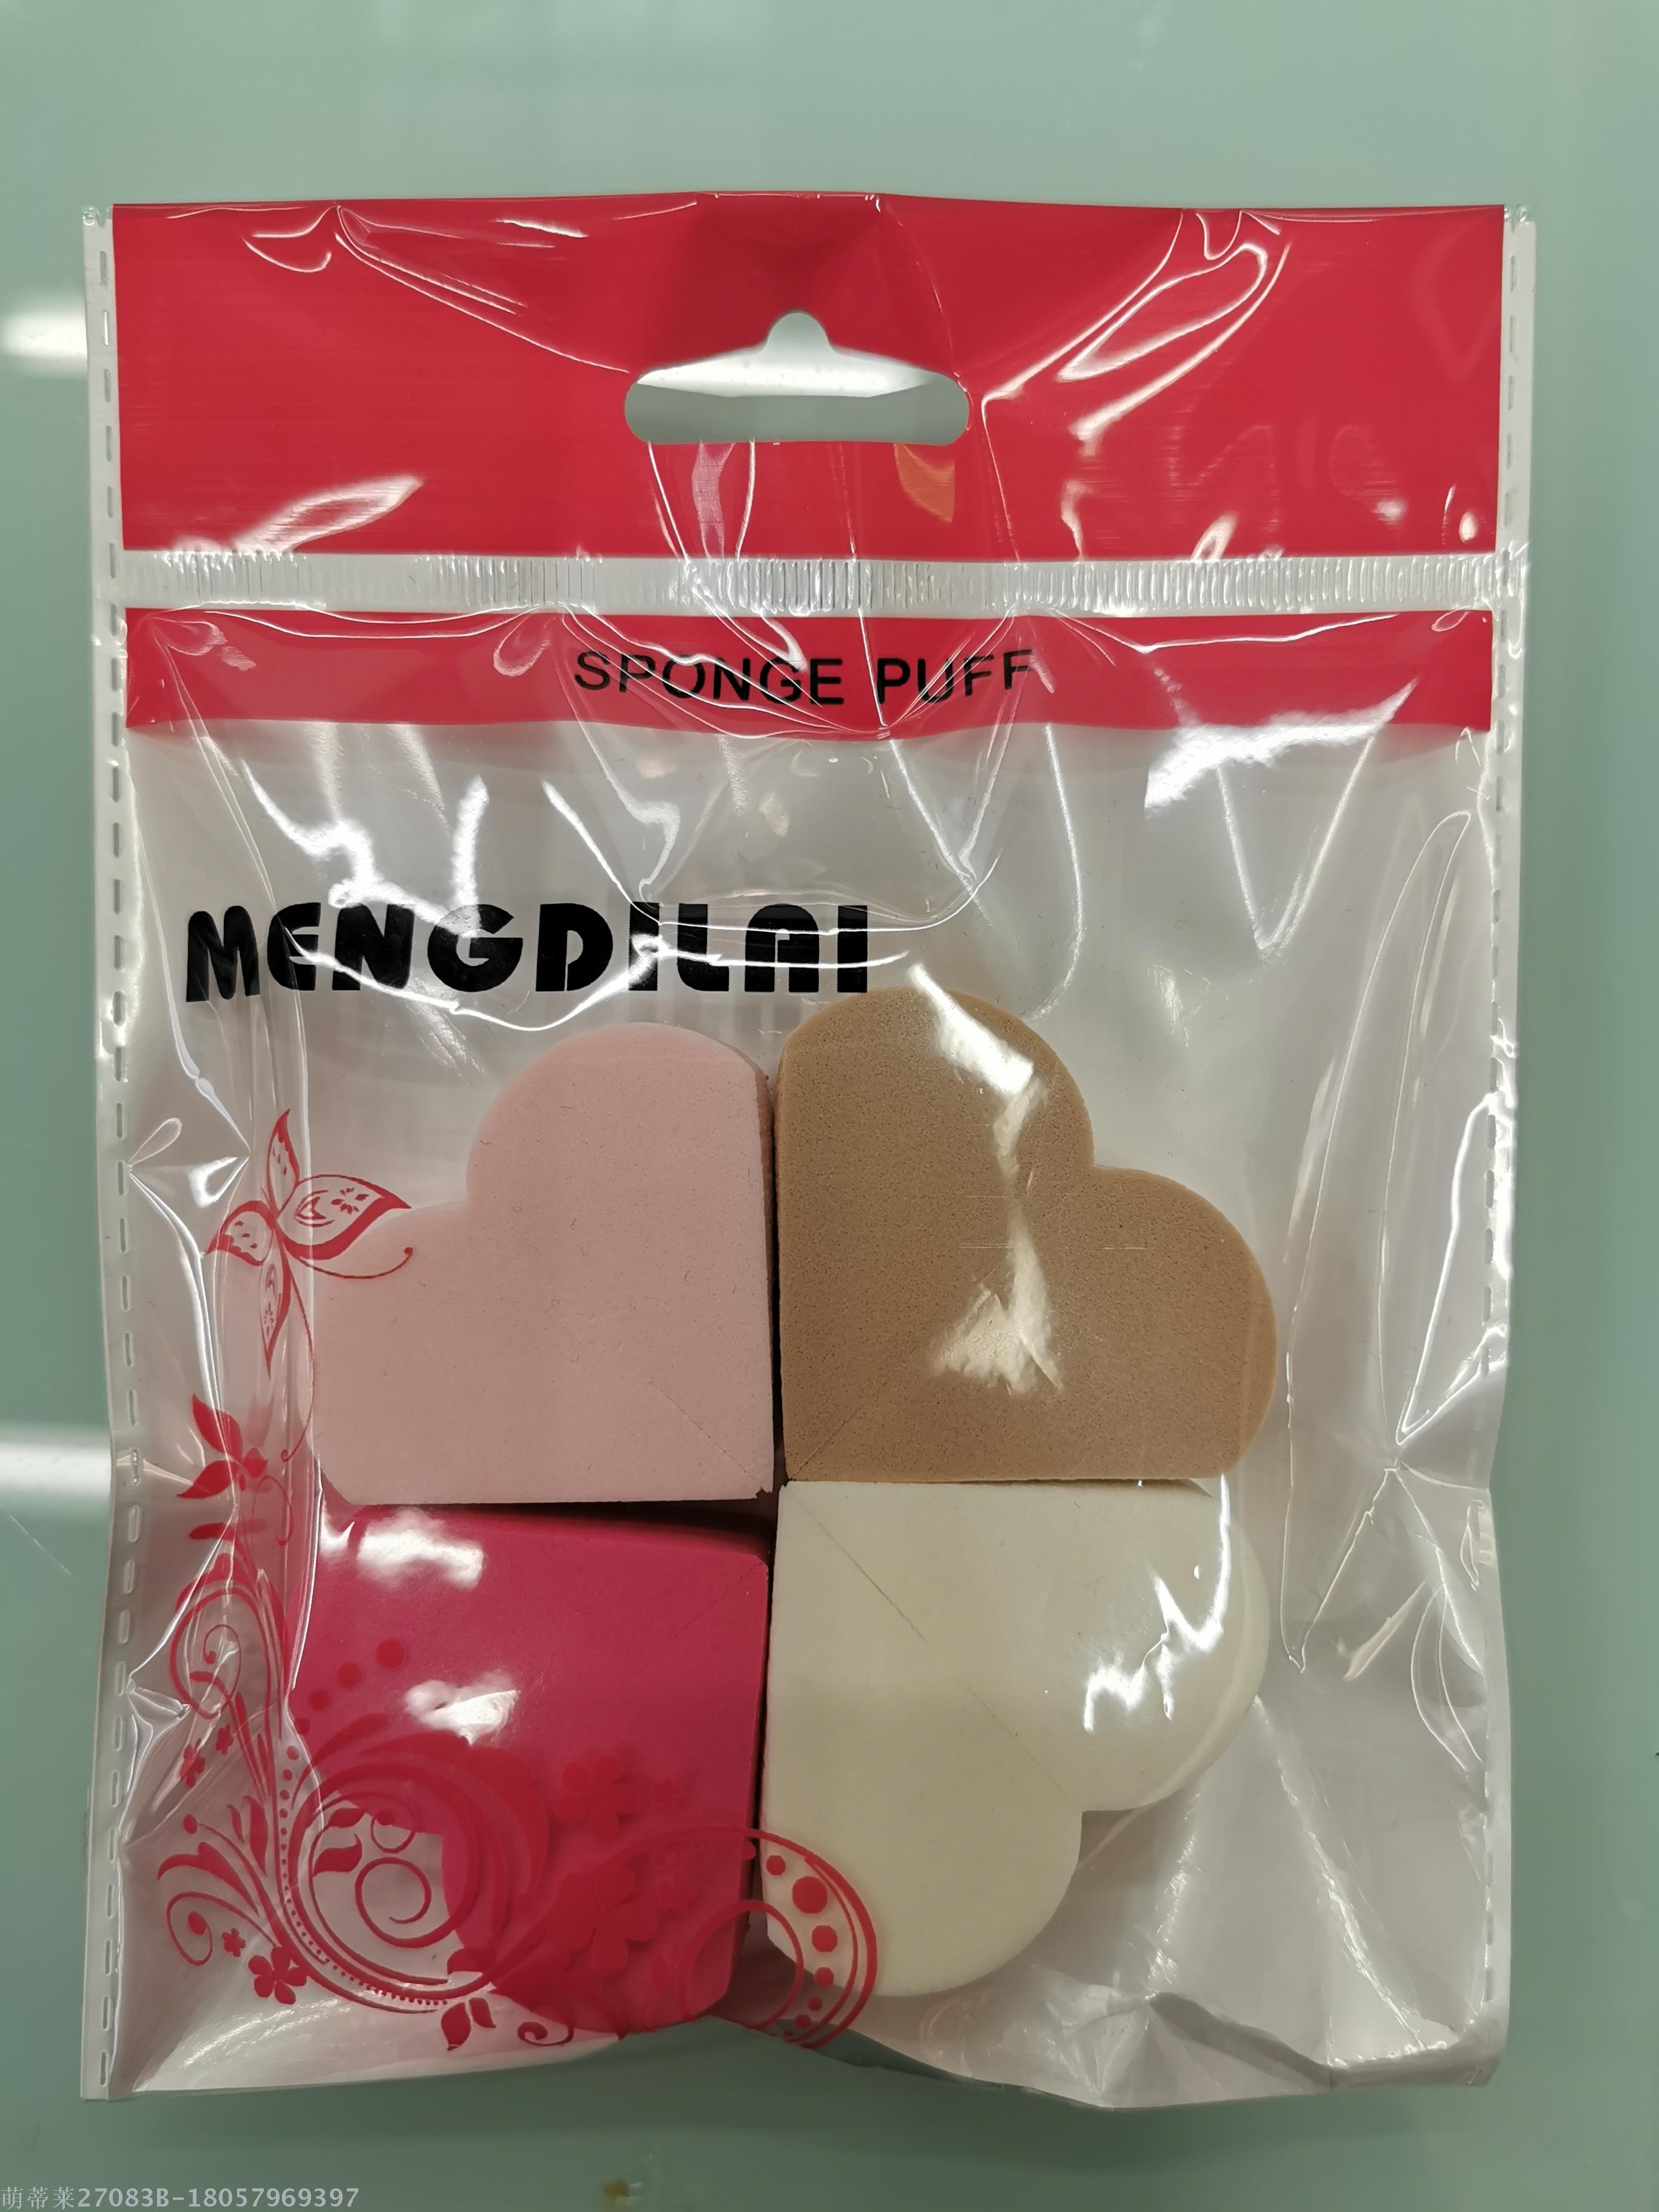 SPONGE PUFF
MENGDILAI
萌蒂莱27083B-18057969397